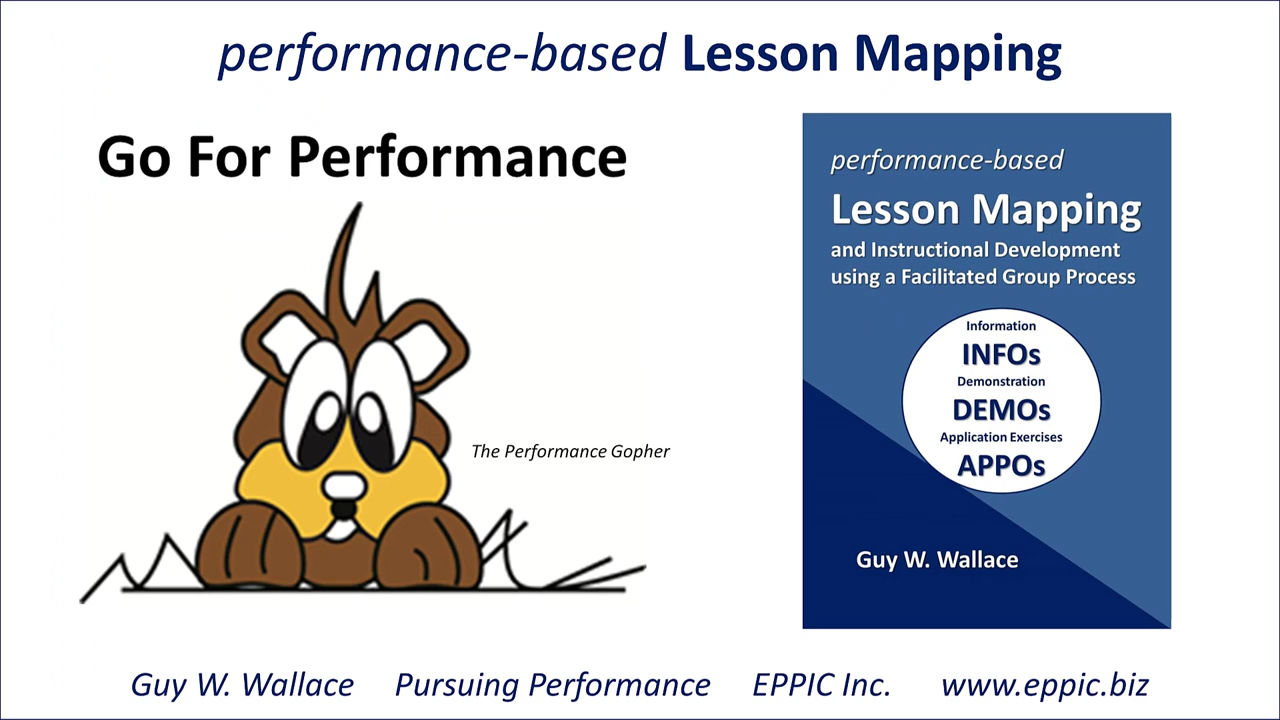 performance-based Lesson Mapping
Go For Performance
The Performance Gopher
performance-based
Lesson Mapping
and Instructional Development
using a Facilitated Group Process
Information
INFOs
Demonstration
DEMOs
Application Exercises
APPOs
Guy W. Wallace
Guy W. Wallace Pursuing Performance EPPIC Inc. www.eppic.biz